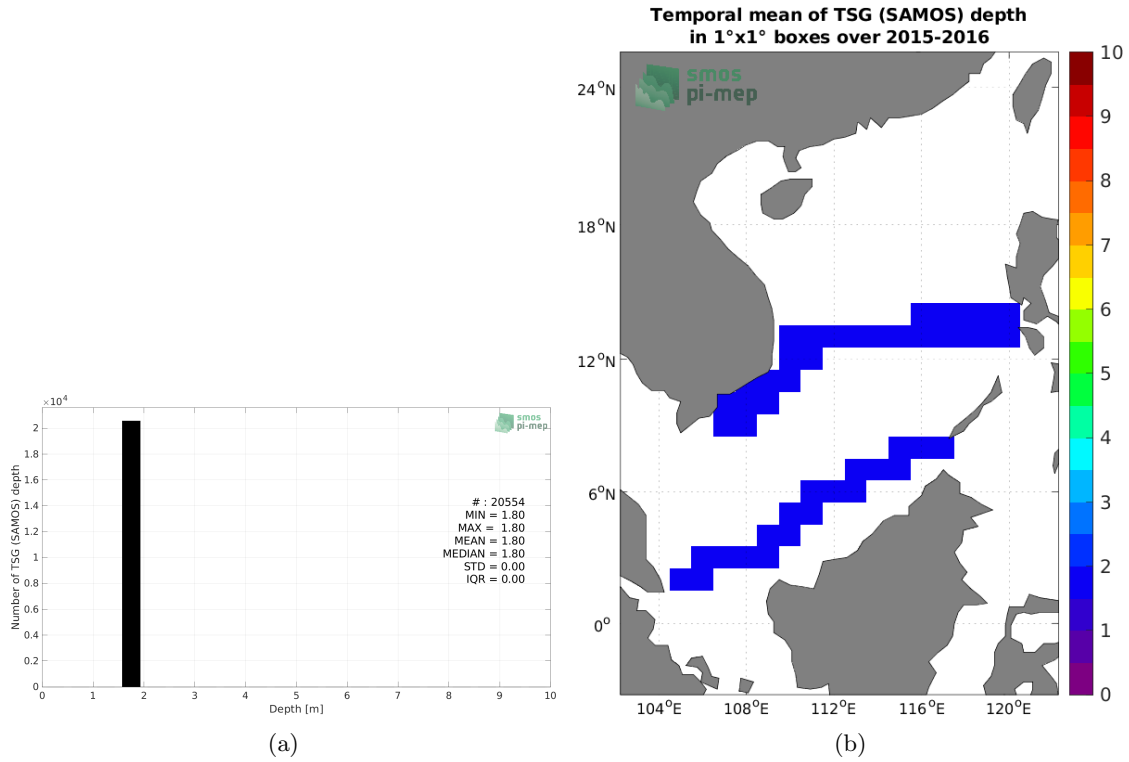 ×10⁴
smos
pi-mep
2
1.8
1.6
1.4
1.2
1
0.8
0.6
0.4
0.2
0
Number of TSG (SAMOS) depth
# : 20554
MIN = 1.80
MAX = 1.80
MEAN = 1.80
MEDIAN = 1.80
STD = 0.00
IQR = 0.00
0 1 2 3 4 5 6 7 8 9 10
Depth [m]
(a)
Temporal mean of TSG (SAMOS) depth
in 1°x1° boxes over 2015-2016
smos
pi-mep
24°N
18°N
12°N
6°N
0°
104°E 108°E 112°E 116°E 120°E
10
9
8
7
6
5
4
3
2
1
0
(b)